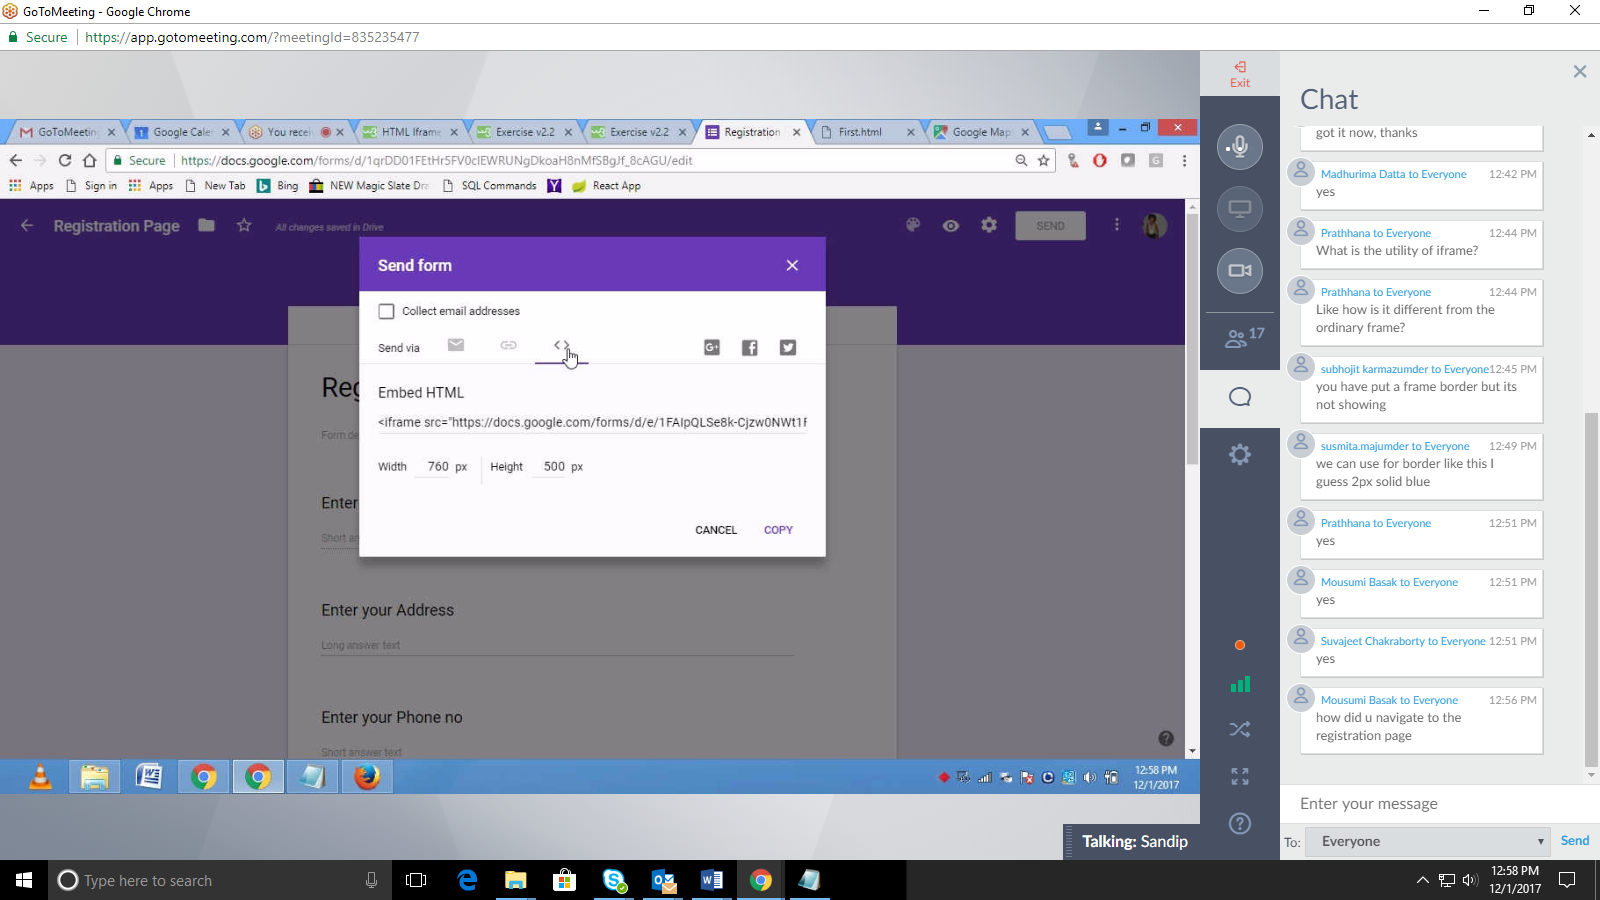 GoToMeeting - Google Chrome
Secure https://app.gotomeeting.com/?meetingId=835235477
GoToMeeting
Google Caler
You recei
HTML Iframe
Exercise v2.2
Exercise v2.2
Registration
First.html
Google Map
Secure https://docs.google.com/forms/d/1qrDD01FEtHr5FV0cIEWRUNgDkoaH8nMfSBgJf_8cAGU/edit
Apps Sign in Apps New Tab Bing NEW Magic Slate Dra SQL Commands React App
Registration Page All changes saved in Drive SEND
Send form
Collect email addresses
Send via
Embed HTML
<iframe src="https://docs.google.com/forms/d/e/1FAIpQLSe8k-Cjzw0NWt1F
Width 760 px Height 500 px
CANCEL COPY
Reg
Form de
Enter
Short an
Enter your Address
Long answer text
Enter your Phone no
Short answer text
12:58 PM
12/1/2017
Talking: Sandip
Exit
17
Chat
got it now, thanks
Madhurima Datta to Everyone 12:42 PM
yes
Prathhana to Everyone 12:44 PM
What is the utility of iframe?
Prathhana to Everyone 12:44 PM
Like how is it different from the
ordinary frame?
subhojit karmazumder to Everyone 12:45 PM
you have put a frame border but its
not showing
susmita.majumder to Everyone 12:49 PM
we can use for border like this I
guess 2px solid blue
Prathhana to Everyone 12:51 PM
yes
Mousumi Basak to Everyone 12:51 PM
yes
Suvajeet Chakraborty to Everyone 12:51 PM
yes
Mousumi Basak to Everyone 12:56 PM
how did u navigate to the
registration page
Enter your message
To: Everyone Send
Type here to search
12:58 PM
12/1/2017